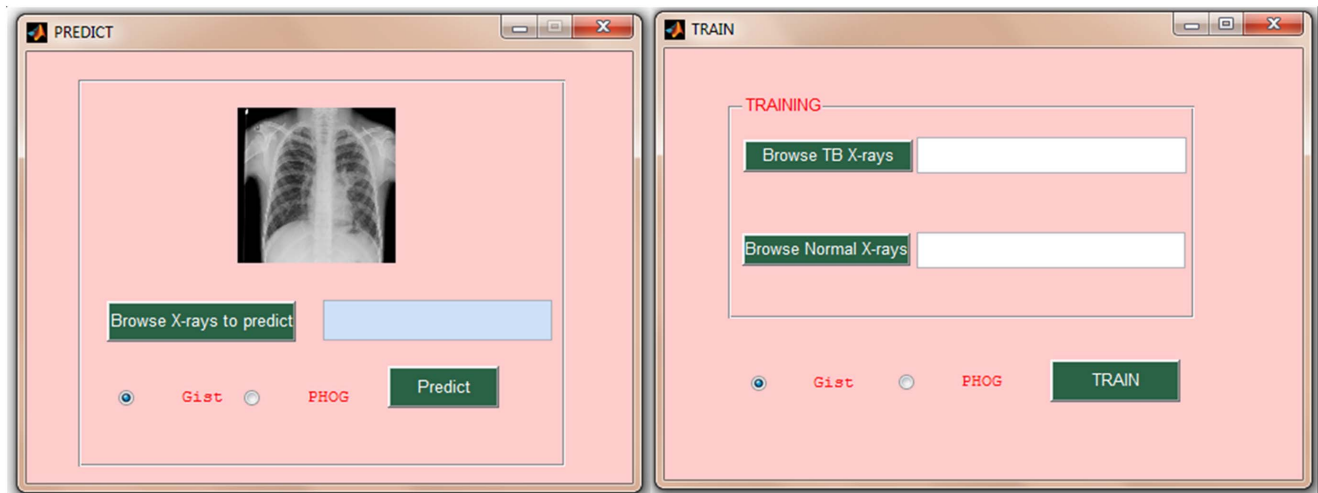 PREDICT
Browse X-rays to predict
Gist PHOG
Predict
TRAIN
TRAINING
Browse TB X-rays
Browse Normal X-rays
Gist PHOG
TRAIN